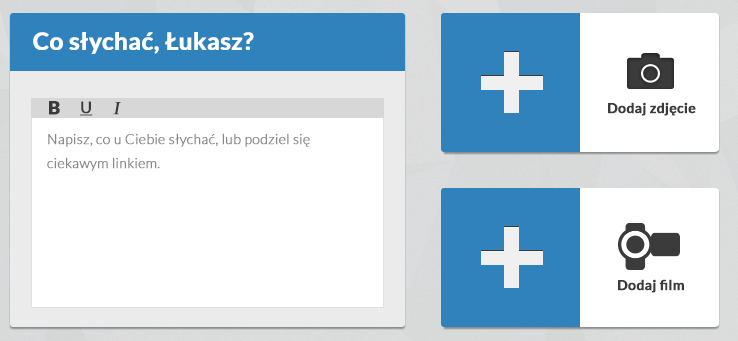 Co słychać, Łukasz?
B U I
Napisz, co u Ciebie słychać, lub podziel się
ciekawym linkiem.
Dodaj zdjęcie
Dodaj film